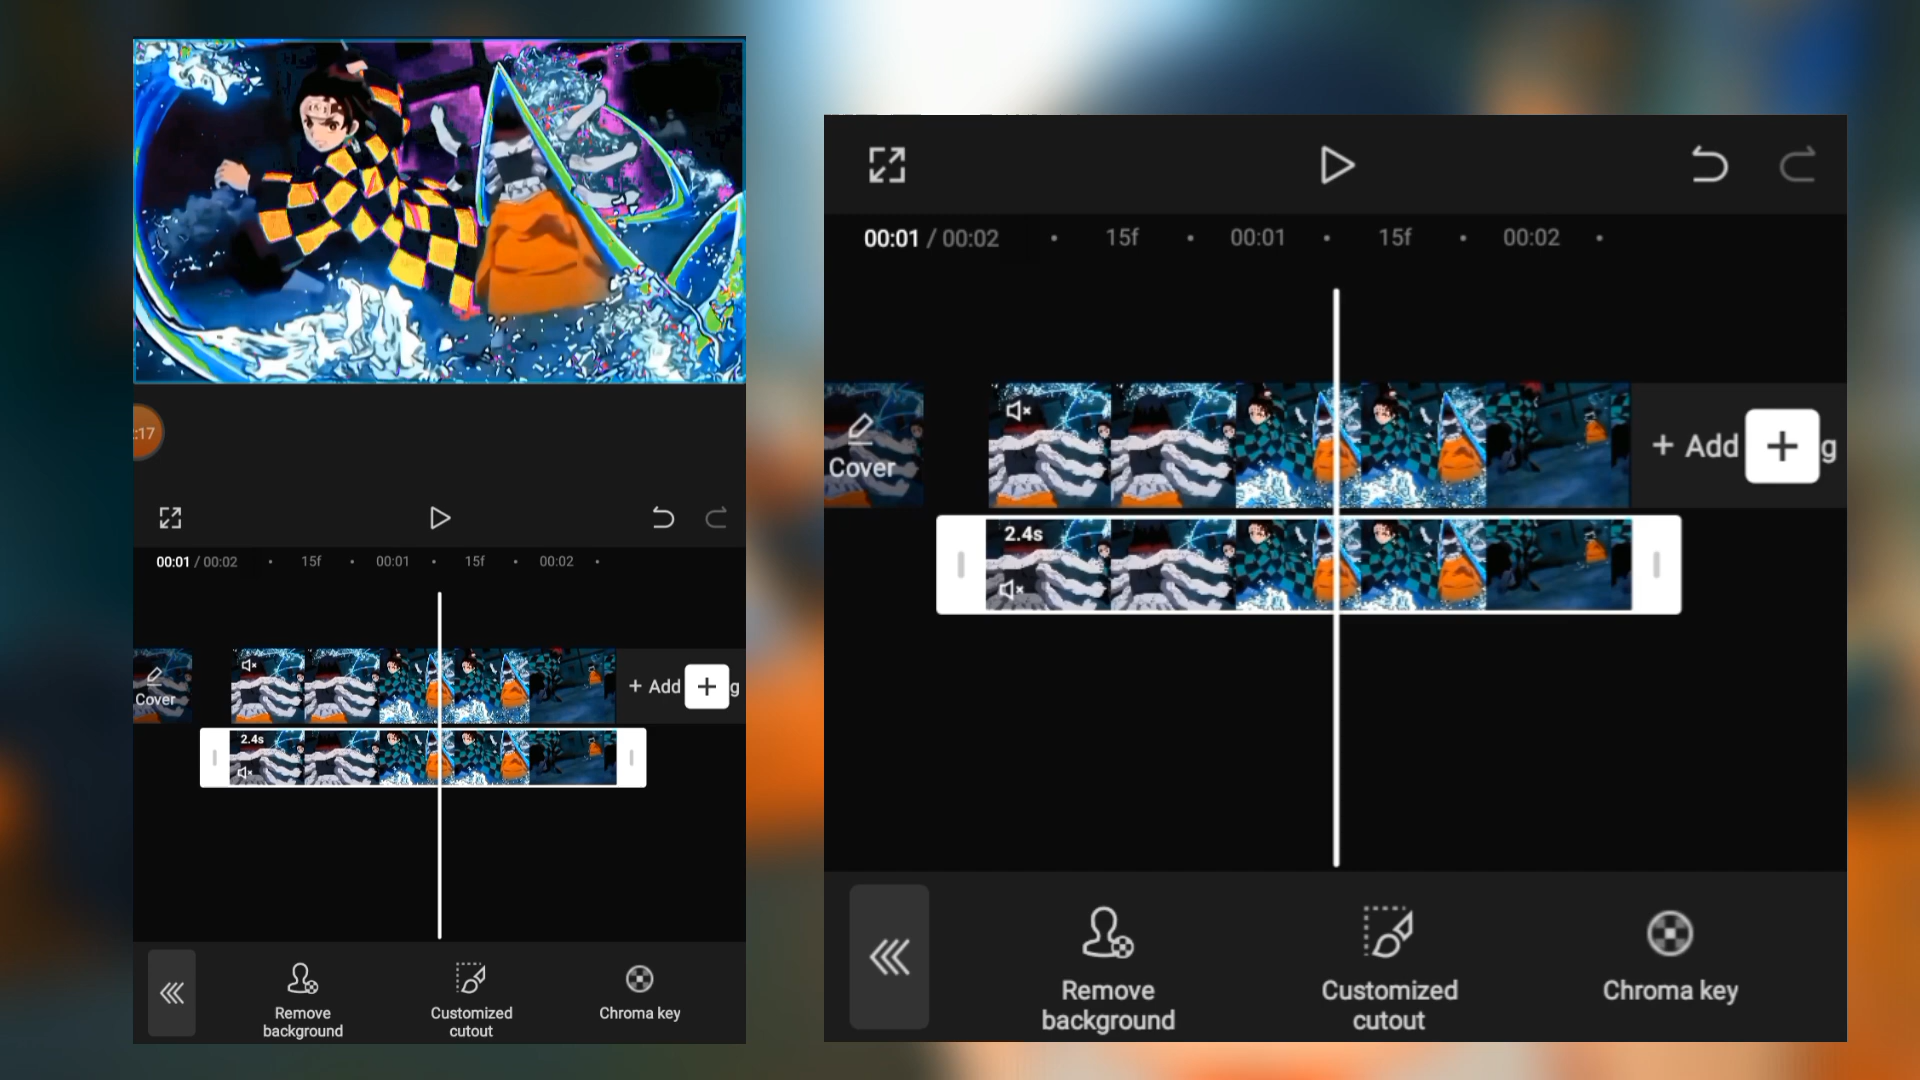 :17
00:01 / 00:02 15f 00:01 15f 00:02
Cover
+ Add + g
2.4s
Remove
background
Customized
cutout
Chroma key
00:01 / 00:02 15f 00:01 15f 00:02
Cover
+ Add + g
2.4s
Remove
background
Customized
cutout
Chroma key